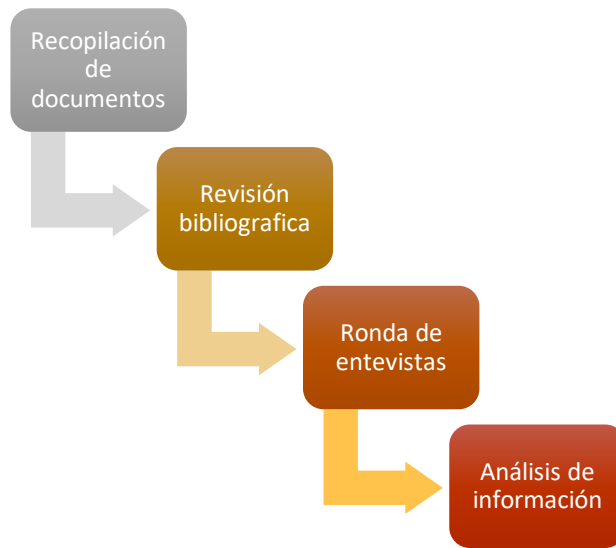 Recopilación
de
documentos
Revisión
bibliografica
Ronda de
entevistas
Análisis de
información